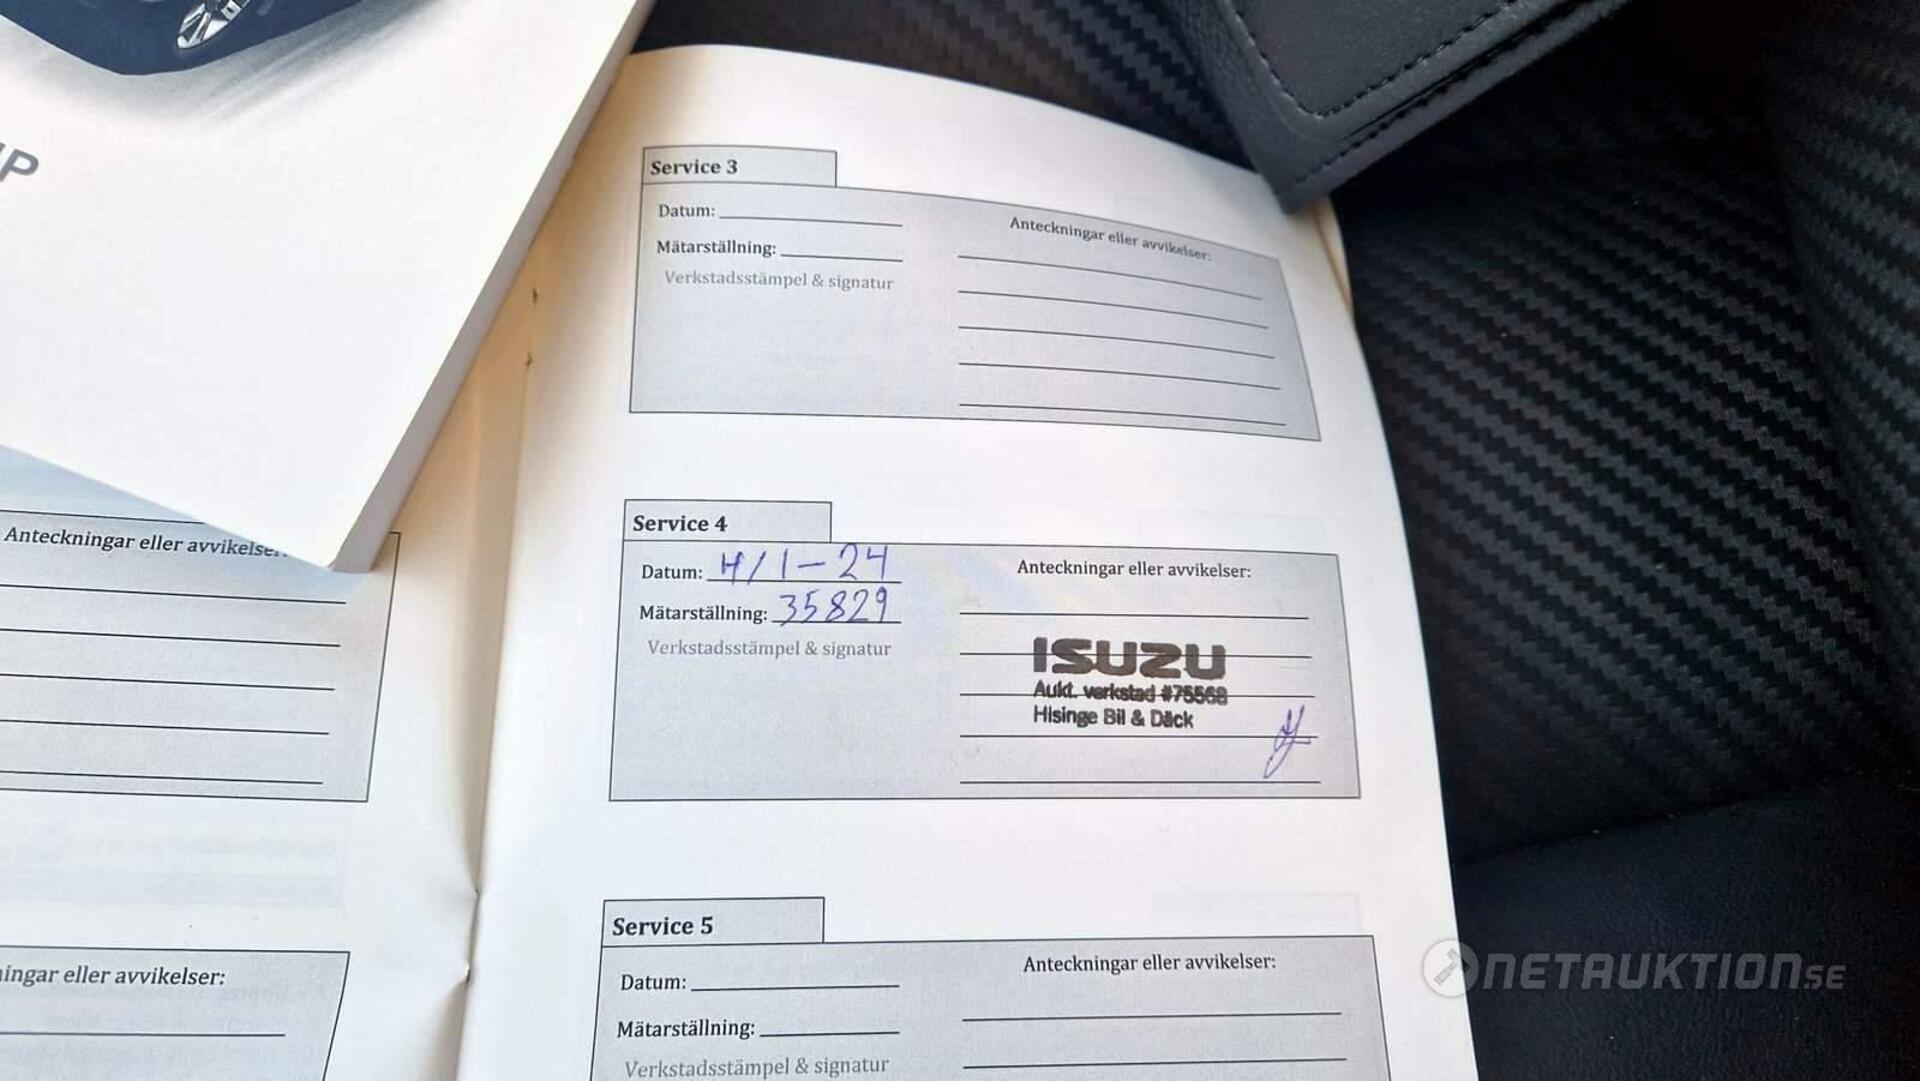 Service 3
Datum:
Mätarställning:
Verkstadsstämpel & signatur
Anteckningar eller avvikelser:
Anteckningar eller avvikelser:
Service 4
Datum: 4/1-24
Mätarställning: 35829
Verkstadsstämpel & signatur
Anteckningar eller avvikelser:
ISUZU
Aukt. verkstad #75568
Hisinge Bil & Däck
ingar eller avvikelser:
Service 5
Datum:
Mätarställning:
Verkstadsstämpel & signatur
Anteckningar eller avvikelser:
NETAUKTION.SE